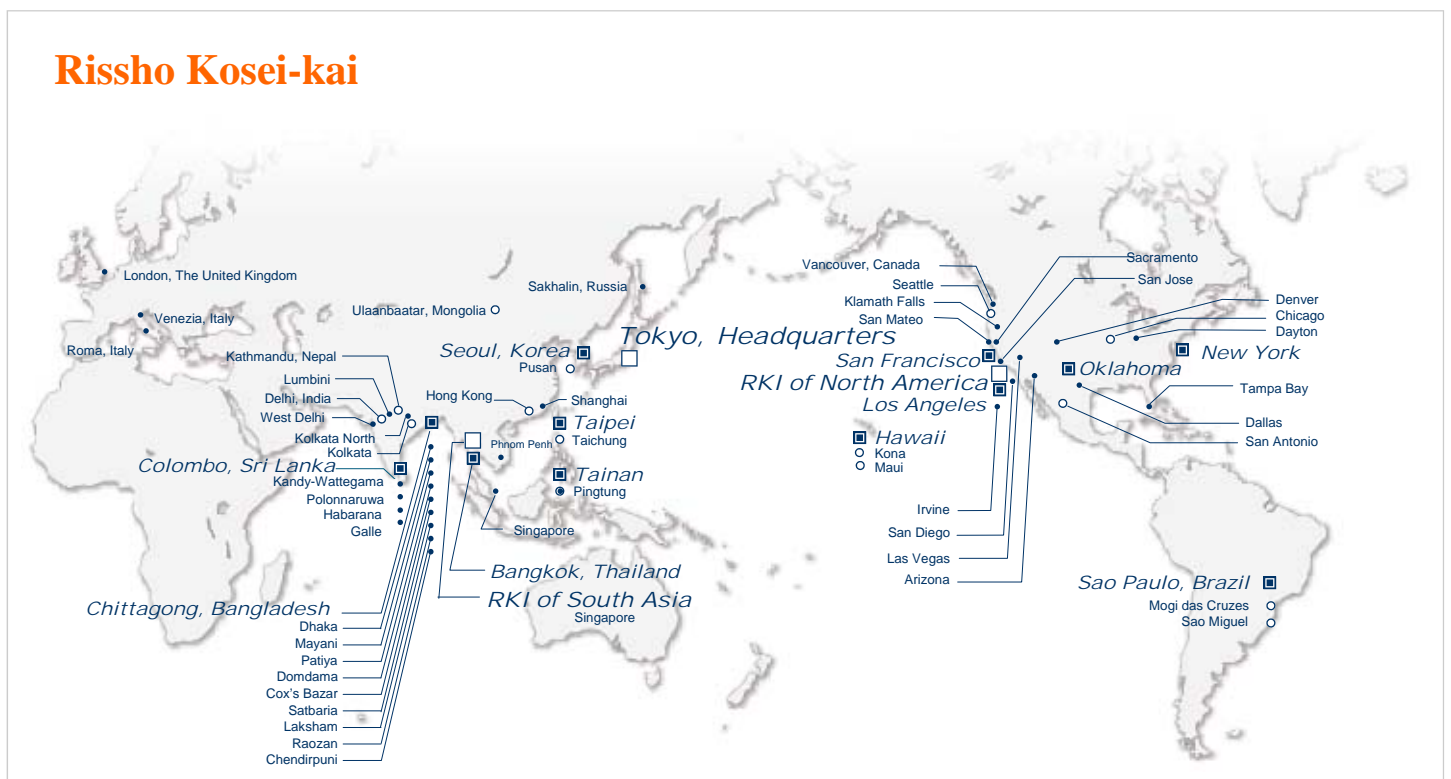 Rissho Kosei-kai
London, The United Kingdom
Venezia, Italy
Roma, Italy
Ulaanbaatar, Mongolia
Sakhalin, Russia
Tokyo, Headquarters
Seoul, Korea
Pusan
Kathmandu, Nepal
Lumbini
Delhi, India
West Delhi
Kolkata North
Kolkata
Hong Kong
Shanghai
Taipei
Taichung
Phnom Penh
Tainan
Pingtung
Colombo, Sri Lanka
Kandy-Wattegama
Polonnaruwa
Habarana
Galle
Singapore
Bangkok, Thailand
RKI of South Asia
Singapore
Chittagong, Bangladesh
Dhaka
Mayani
Patiya
Domdama
Cox's Bazar
Satbaria
Laksham
Raozan
Chendirpuni
Vancouver, Canada
Seattle
Klamath Falls
San Mateo
San Francisco
RKI of North America
Los Angeles
Sacramento
San Jose
Denver
Chicago
Dayton
New York
Oklahoma
Tampa Bay
Dallas
San Antonio
Hawaii
Kona
Maui
Irvine
San Diego
Las Vegas
Arizona
Sao Paulo, Brazil
Mogi das Cruzes
Sao Miguel